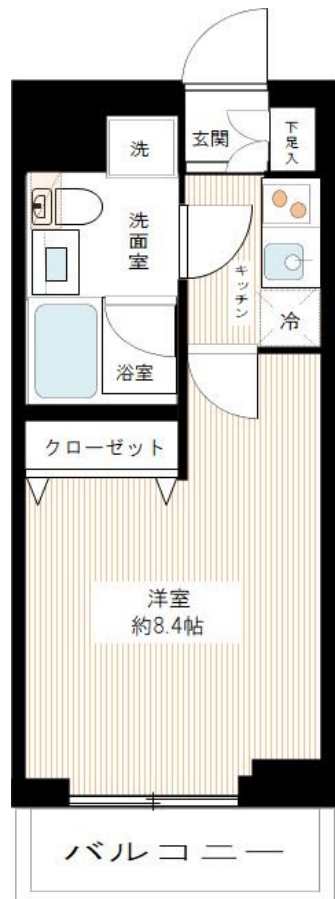 玄関
下足入
洗
洗面室
キッチン
冷
浴室
クローゼット
洋室
約8.4帖
バルコニー